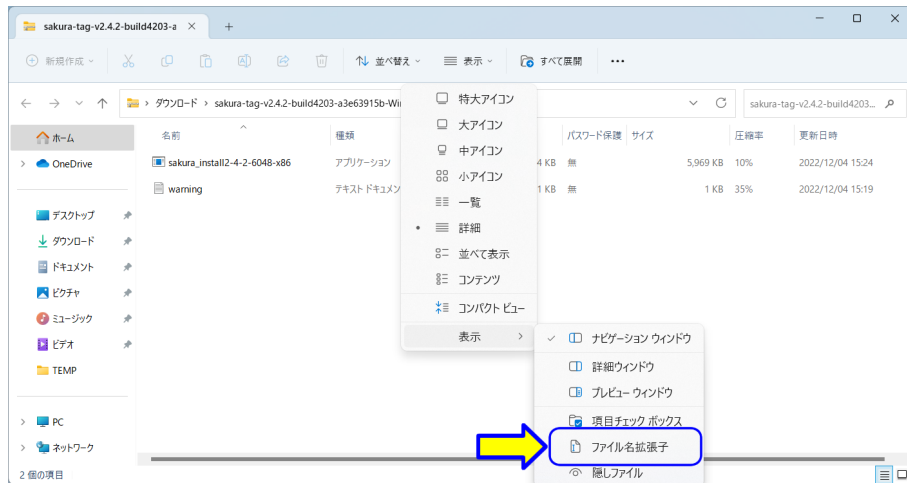 sakura-tag-v2.4.2-build4203-a
新規作成
並べ替え
表示
すべて展開
ダウンロード
sakura-tag-v2.4.2-build4203-a3e63915b-Wi
sakura-tag-v2.4.2-build4203...
ホーム
OneDrive
デスクトップ
ダウンロード
ドキュメント
ピクチャ
ミュージック
ビデオ
TEMP
PC
ネットワーク
名前 種類 パスワード保護 サイズ 圧縮率 更新日時
sakura_install2-4-2-6048-x86 アプリケーション 4 KB 無 5,969 KB 10% 2022/12/04 15:24
warning テキスト ドキュメン 1 KB 無 1 KB 35% 2022/12/04 15:19
特大アイコン
大アイコン
中アイコン
小アイコン
一覧
詳細
並べて表示
コンテンツ
コンパクト ビュー
表示
ナビゲーション ウィンドウ
詳細ウィンドウ
プレビュー ウィンドウ
項目チェック ボックス
ファイル名拡張子
隠しファイル
2 個の項目